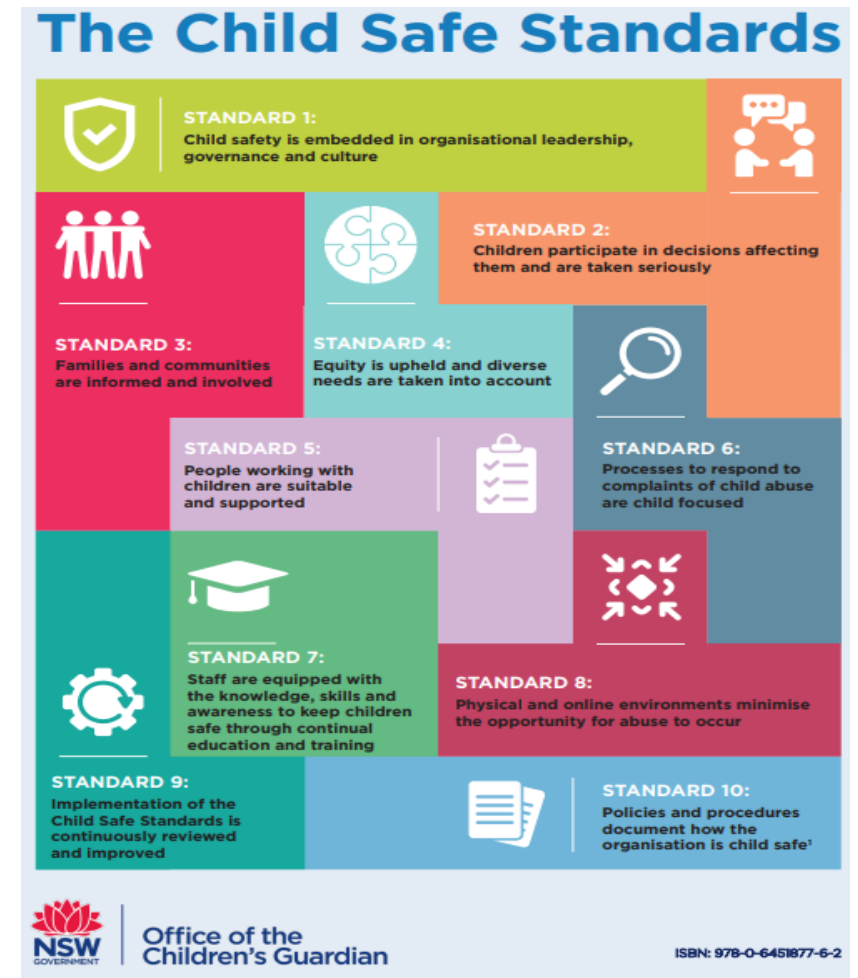 The Child Safe Standards
STANDARD 1:
Child safety is embedded in organisational leadership,
governance and culture
STANDARD 2:
Children participate in decisions affecting
them and are taken seriously
STANDARD 3:
Families and communities
are informed and involved
STANDARD 4:
Equity is upheld and diverse
needs are taken into account
STANDARD 5:
People working with
children are suitable
and supported
STANDARD 6:
Processes to respond to
complaints of child abuse
are child focused
STANDARD 7:
Staff are equipped with
the knowledge, skills and
awareness to keep children
safe through continual
education and training
STANDARD 8:
Physical and online environments minimise
the opportunity for abuse to occur
STANDARD 9:
Implementation of the
Child Safe Standards is
continuously reviewed
and improved
STANDARD 10:
Policies and procedures
document how the
organisation is child safe¹
NSW
GOVERNMENT
Office of the
Children's Guardian
ISBN: 978-0-6451877-6-2